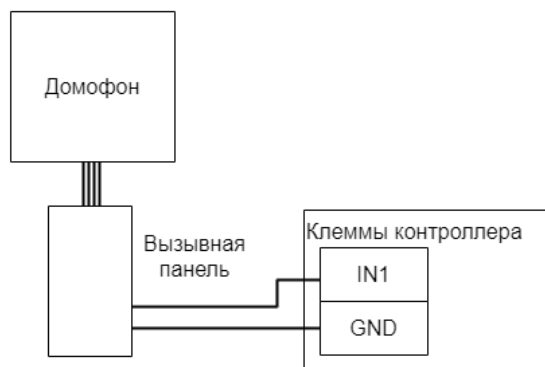 Домофон
Вызывная
панель
Клеммы контроллера
IN1
GND